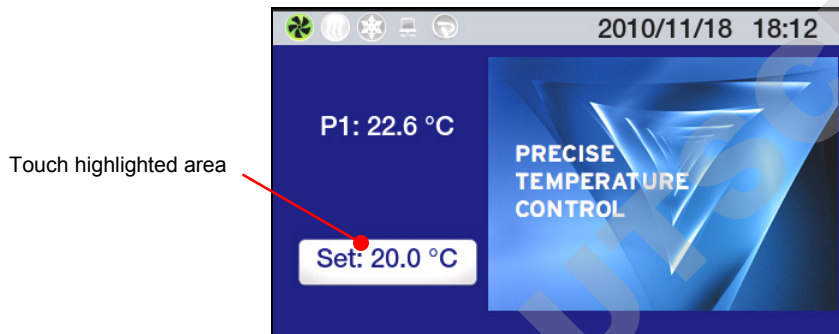 2010/11/18 18:12
P1: 22.6 °C
Touch highlighted area
PRECISE
TEMPERATURE
CONTROL
Set: 20.0 °C